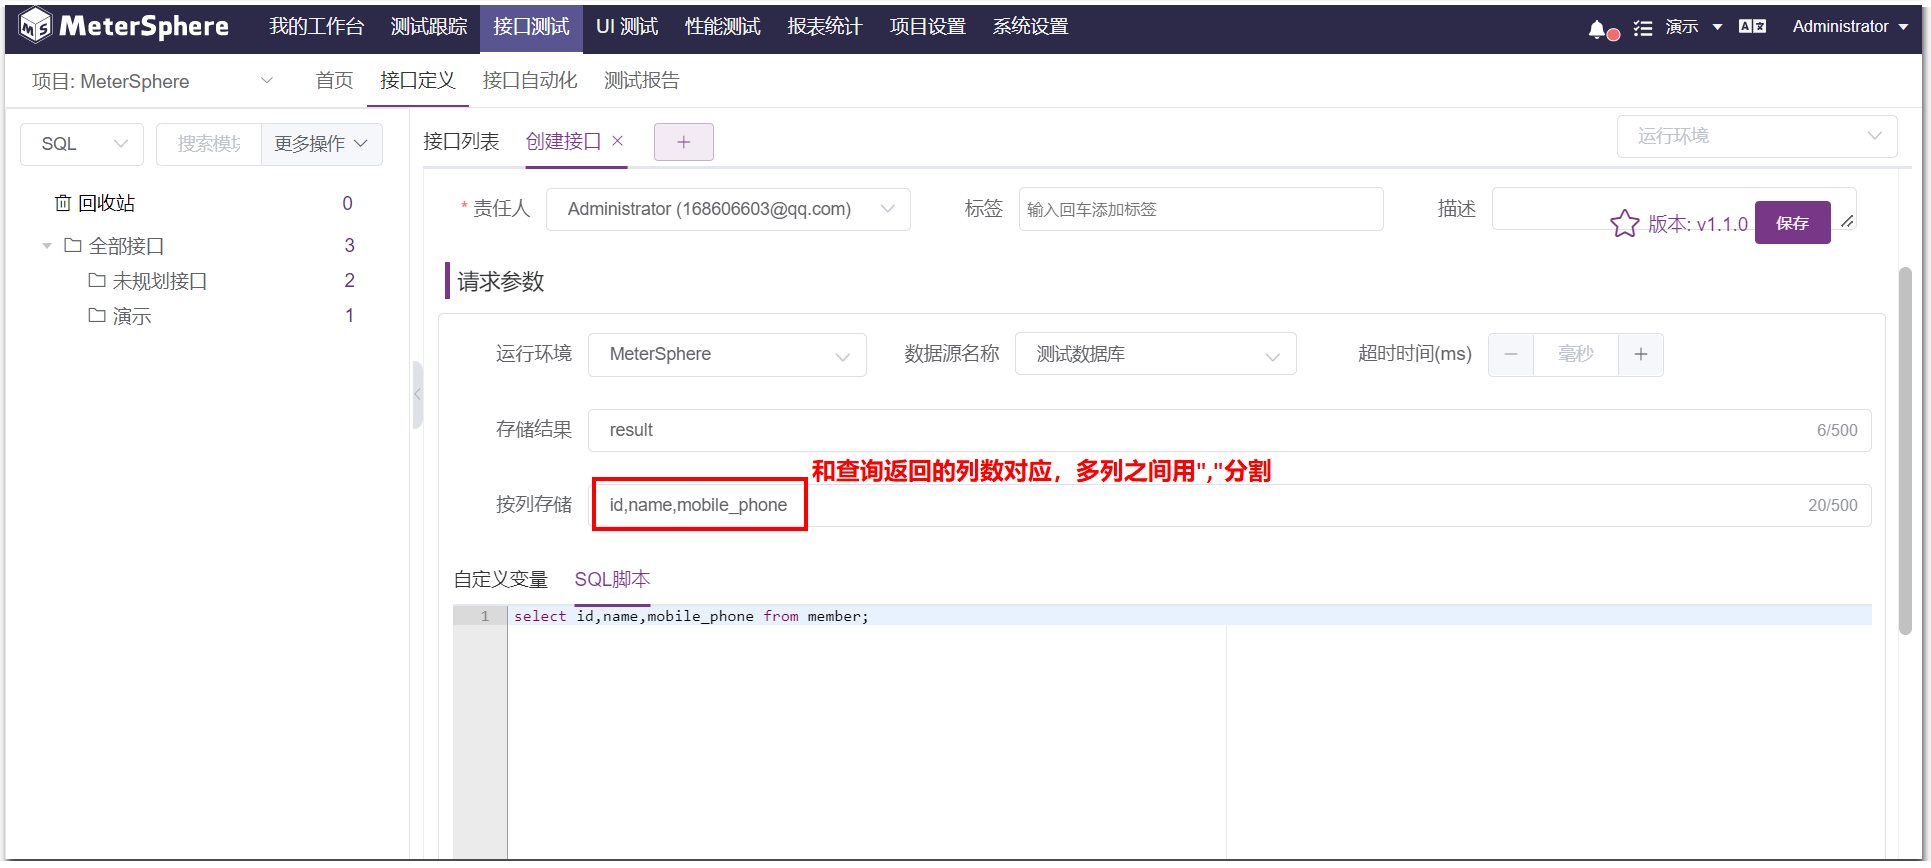 MeterSphere 我的工作台 测试跟踪 接口测试 UI 测试 性能测试 报表统计 项目设置 系统设置 演示 Administrator
项目: MeterSphere 首页 接口定义 接口自动化 测试报告
SQL 搜索模块 更多操作 接口列表 创建接口 × + 运行环境
回收站 0
全部接口 3
未规划接口 2
演示 1
* 责任人 Administrator (168606603@qq.com) 标签 输入回车添加标签 描述 版本: v1.1.0 保存
请求参数
运行环境 MeterSphere 数据源名称 测试数据库 超时时间(ms) − 毫秒 +
存储结果 result 6/500
和查询返回的列数对应，多列之间用","分割
按列存储 id,name,mobile_phone 20/500
自定义变量 SQL脚本
1 select id,name,mobile_phone from member;